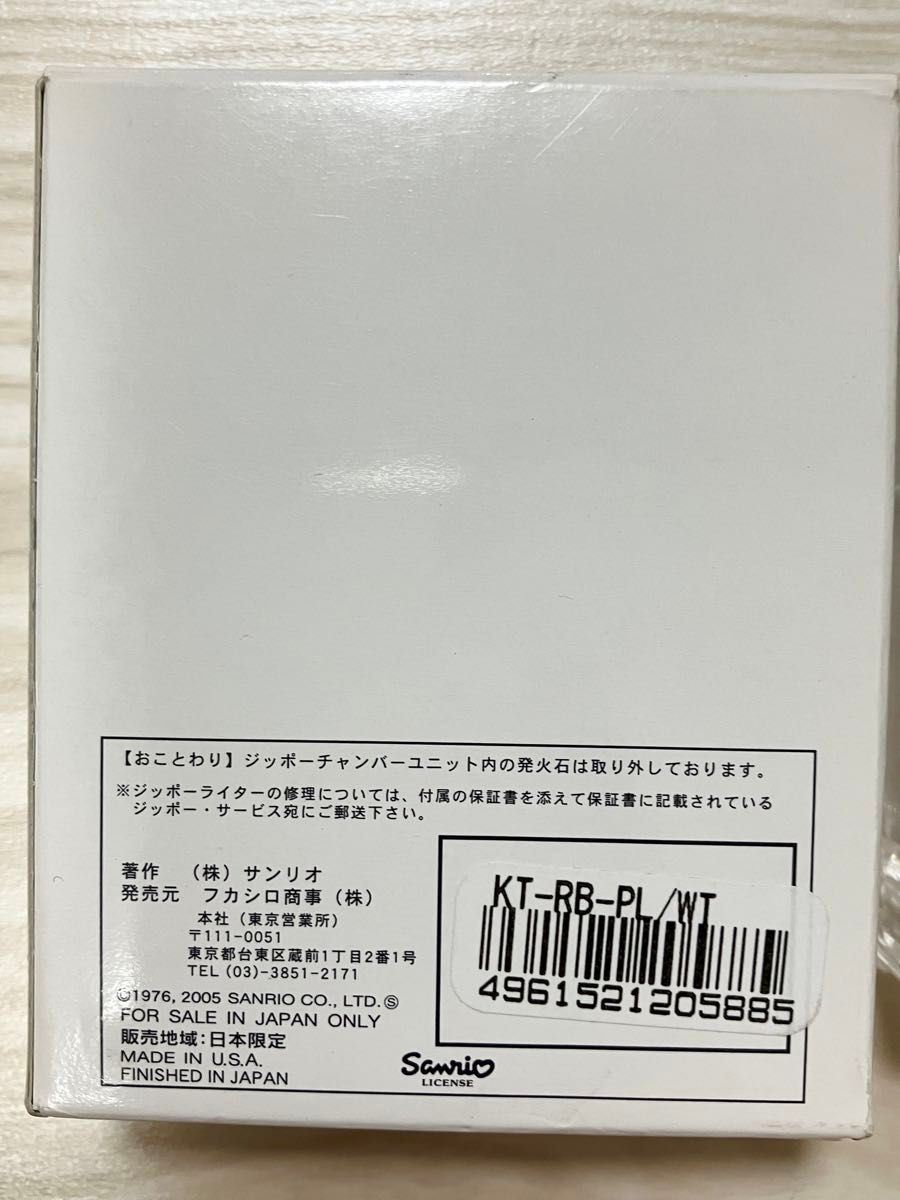 【おことわり】ジッポーチャンバーユニット内の発火石は取り外しております。
※ジッポーライターの修理については、付属の保証書を添えて保証書に記載されている
ジッポー・サービス宛にご郵送下さい。
著作 （株）サンリオ
発売元 フカシロ商事（株）
本社（東京営業所）
〒111-0051
東京都台東区蔵前1丁目2番1号
TEL (03)-3851-2171
©1976, 2005 SANRIO CO., LTD.Ⓢ
FOR SALE IN JAPAN ONLY
販売地域:日本限定
MADE IN U.S.A.
FINISHED IN JAPAN
Sanrio
LICENSE
KT-RB-PL/WT
4961521205885